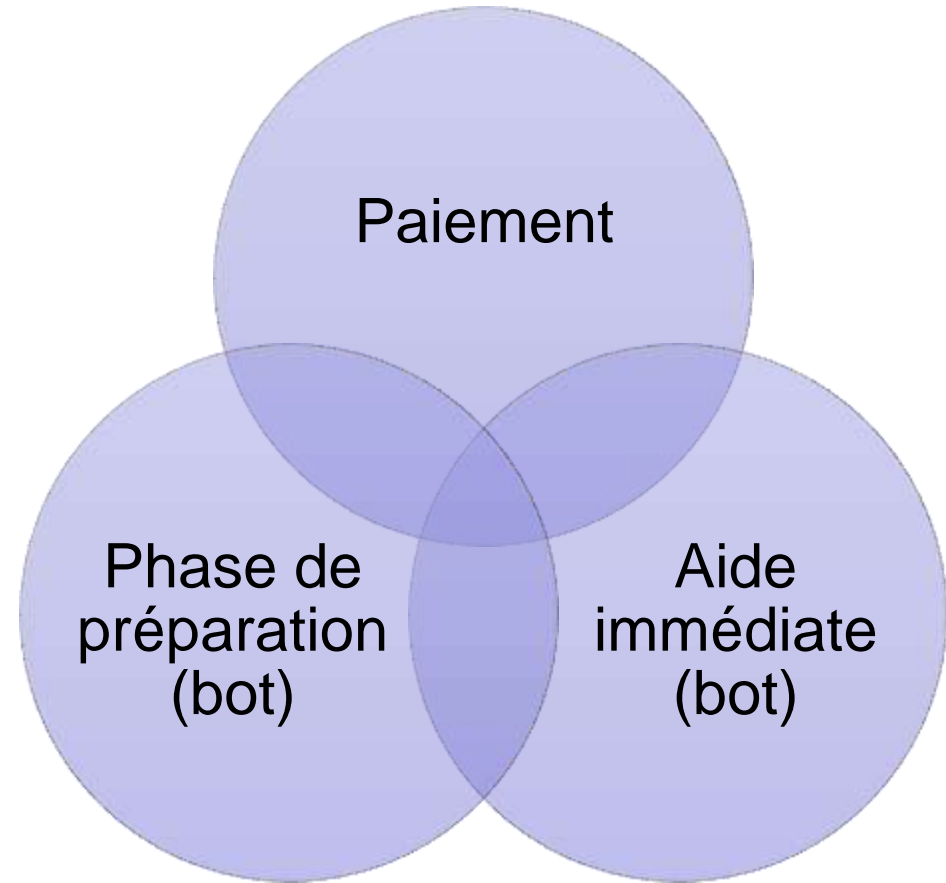 Paiement
Phase de
préparation
(bot)
Aide
immédiate
(bot)